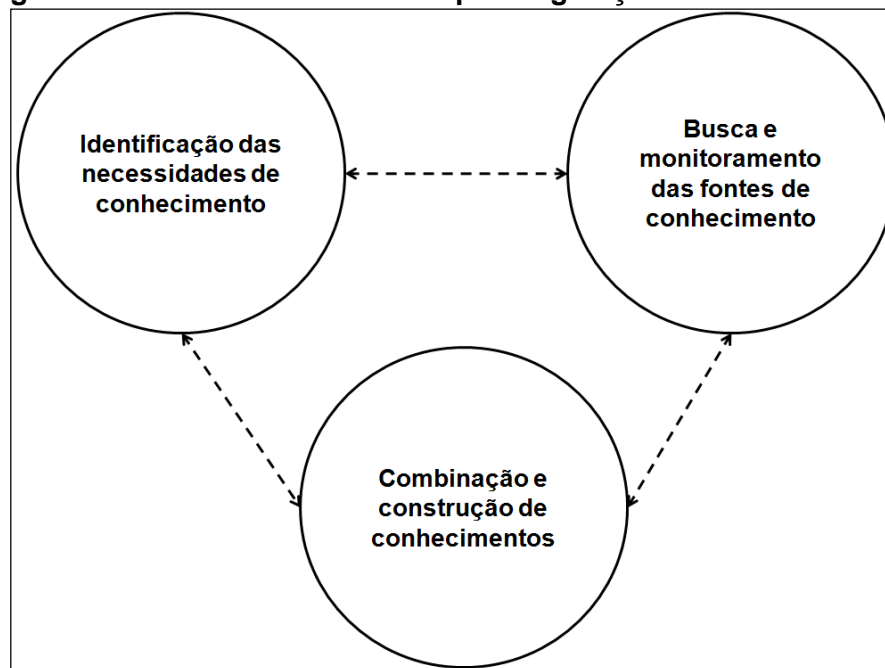 Identificação das
necessidades de
conhecimento
Busca e
monitoramento
das fontes de
conhecimento
Combinação e
construção de
conhecimentos